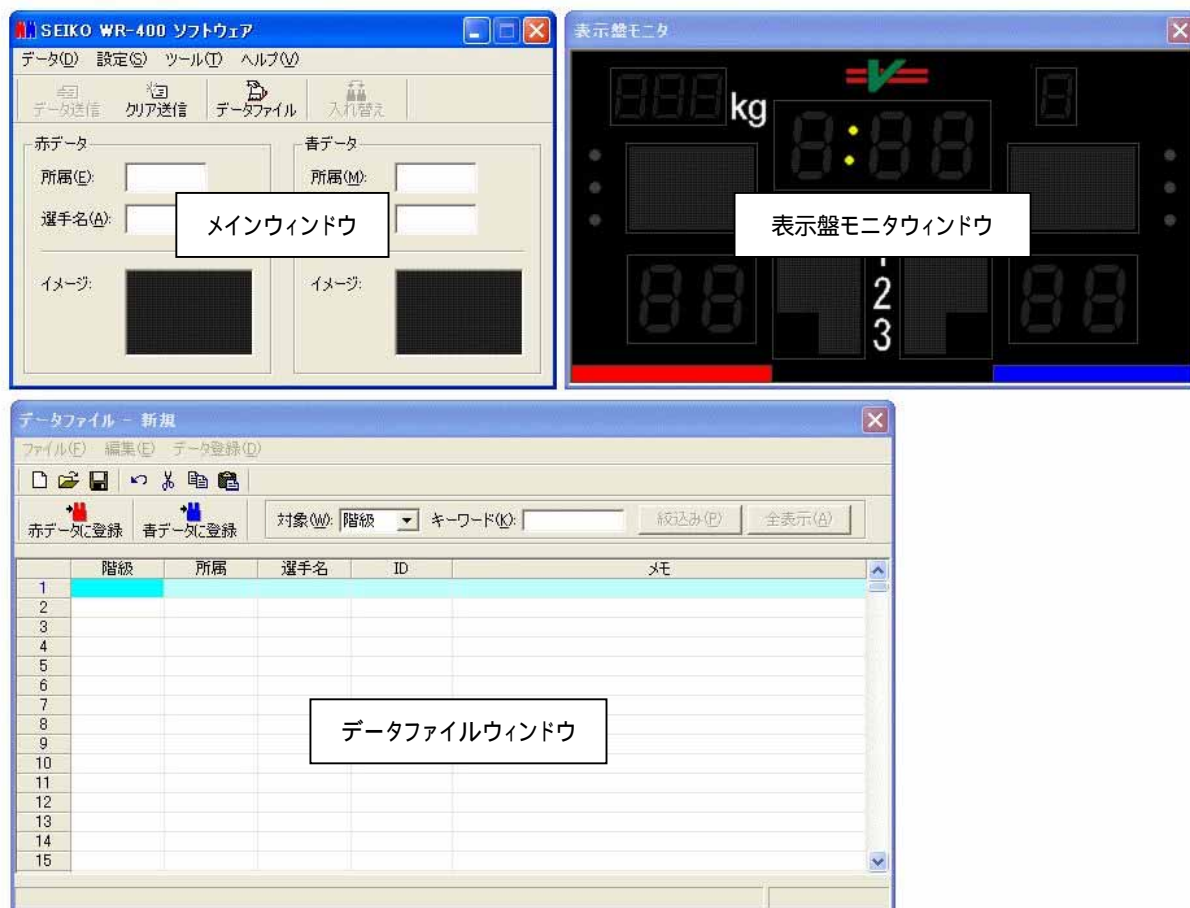 SEIKO WR-400 ソフトウェア
データ(D) 設定(S) ツール(T) ヘルプ(V)
データ送信 クリア送信 データファイル 入れ替え
赤データ 青データ
所属(E): 所属(M):
選手名(A):
メインウィンドウ
イメージ: イメージ:
表示盤モニタ
kg
表示盤モニタウィンドウ
1
2
3
データファイル - 新規
ファイル(F) 編集(E) データ登録(D)
赤データに登録 青データに登録 対象(W): 階級 キーワード(K): 絞込み(P) 全表示(A)
階級 所属 選手名 ID メモ
1
2
3
4
5
6
7
8
9
10
11
12
13
14
15
データファイルウィンドウ